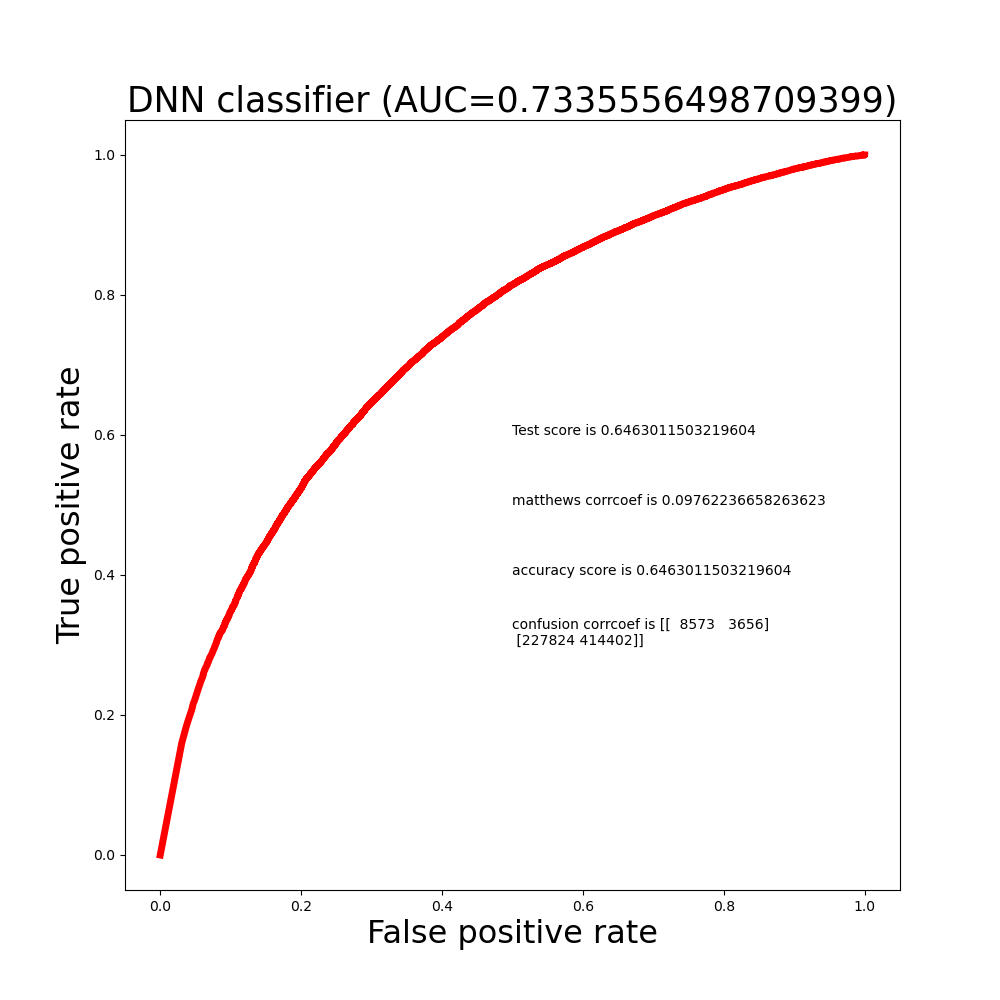 DNN classifier (AUC=0.7335556498709399)
1.0
0.8
0.6
0.4
0.2
0.0
True positive rate
Test score is 0.6463011503219604
matthews corrcoef is 0.09762236658263623
accuracy score is 0.6463011503219604
confusion corrcoef is [[  8573   3656]
[227824 414402]]
0.0 0.2 0.4 0.6 0.8 1.0
False positive rate